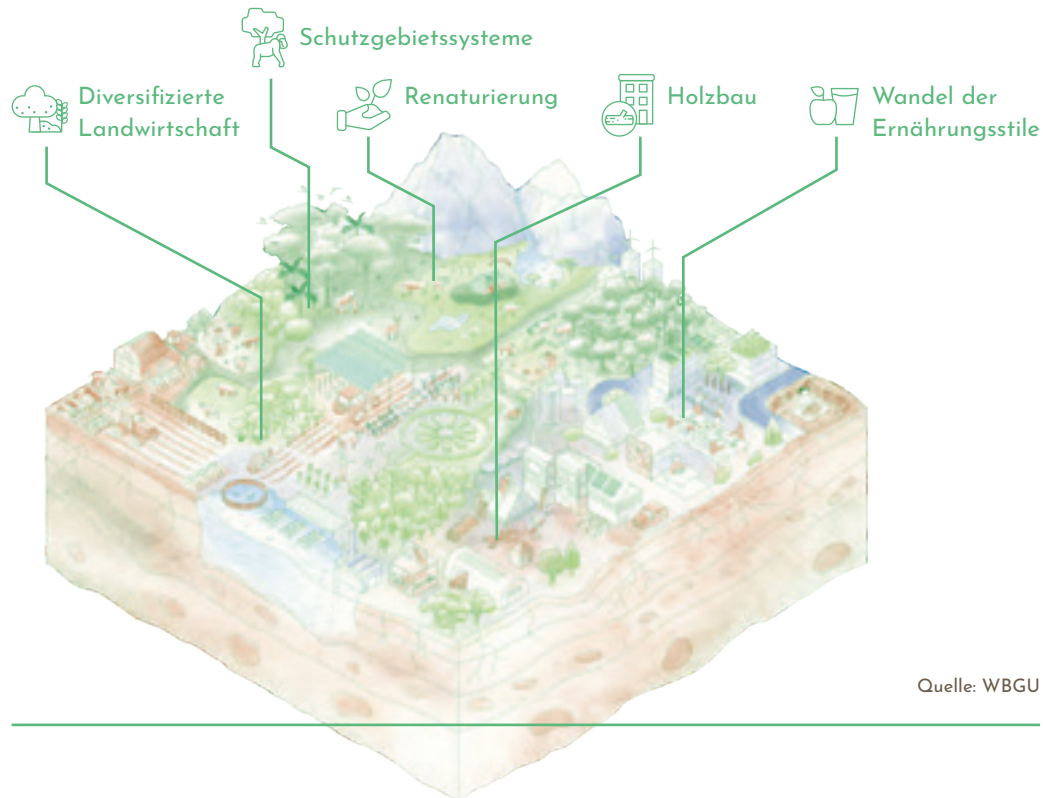 Schutzgebietssysteme
Diversifizierte
Landwirtschaft
Renaturierung
Holzbau
Wandel der
Ernährungsstile
Quelle: WBGU